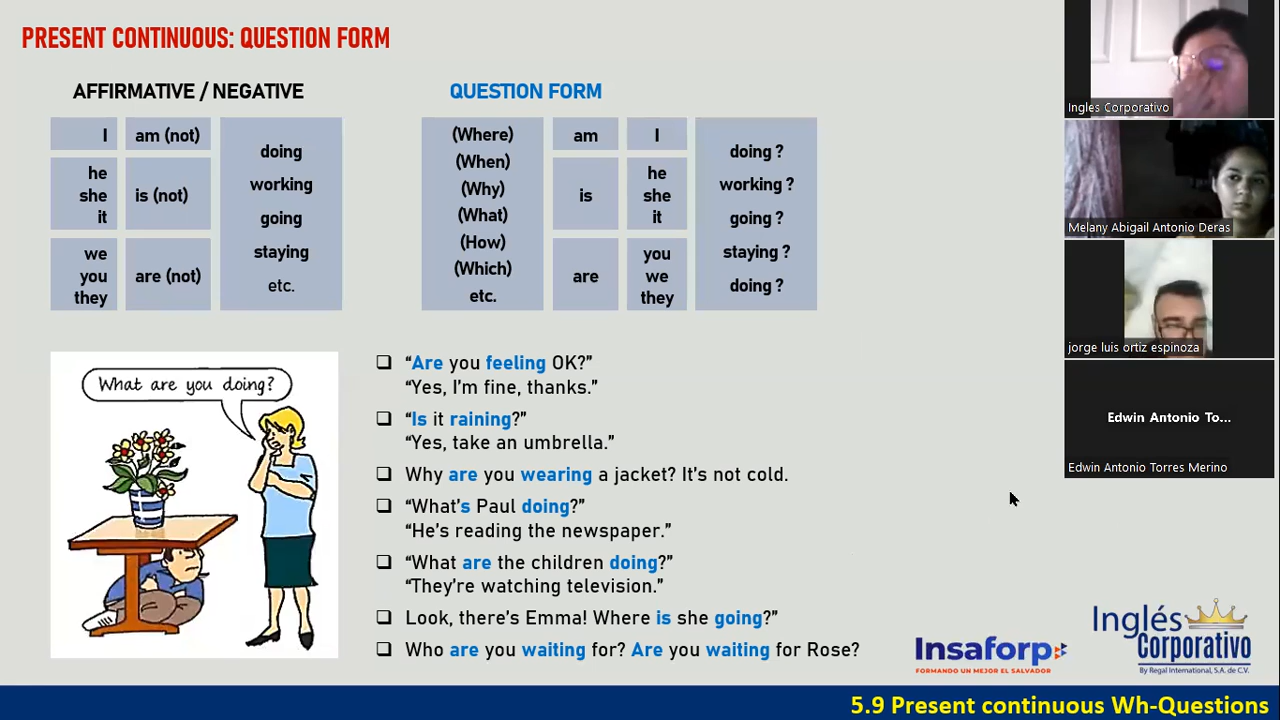 PRESENT CONTINUOUS: QUESTION FORM
AFFIRMATIVE / NEGATIVE
I
am (not)
he
she
it
is (not)
we
you
they
are (not)
doing
working
going
staying
etc.
QUESTION FORM
(Where)
(When)
(Why)
(What)
(How)
(Which)
etc.
am
is
are
I
he
she
it
you
we
they
doing ?
working ?
going ?
staying ?
doing ?
What are you doing?
“Are you feeling OK?”
“Yes, I’m fine, thanks.”
“Is it raining?”
“Yes, take an umbrella.”
Why are you wearing a jacket? It’s not cold.
“What’s Paul doing?”
“He’s reading the newspaper.”
“What are the children doing?”
“They’re watching television.”
Look, there’s Emma! Where is she going?”
Who are you waiting for? Are you waiting for Rose?
Ingles Corporativo
Melany Abigail Antonio Deras
jorge luis ortiz espinoza
Edwin Antonio To...
Edwin Antonio Torres Merino
Insaforp
FORMANDO UN MEJOR EL SALVADOR
Inglés
Corporativo
By Regal International, S.A. de C.V.
5.9 Present continuous Wh-Questions